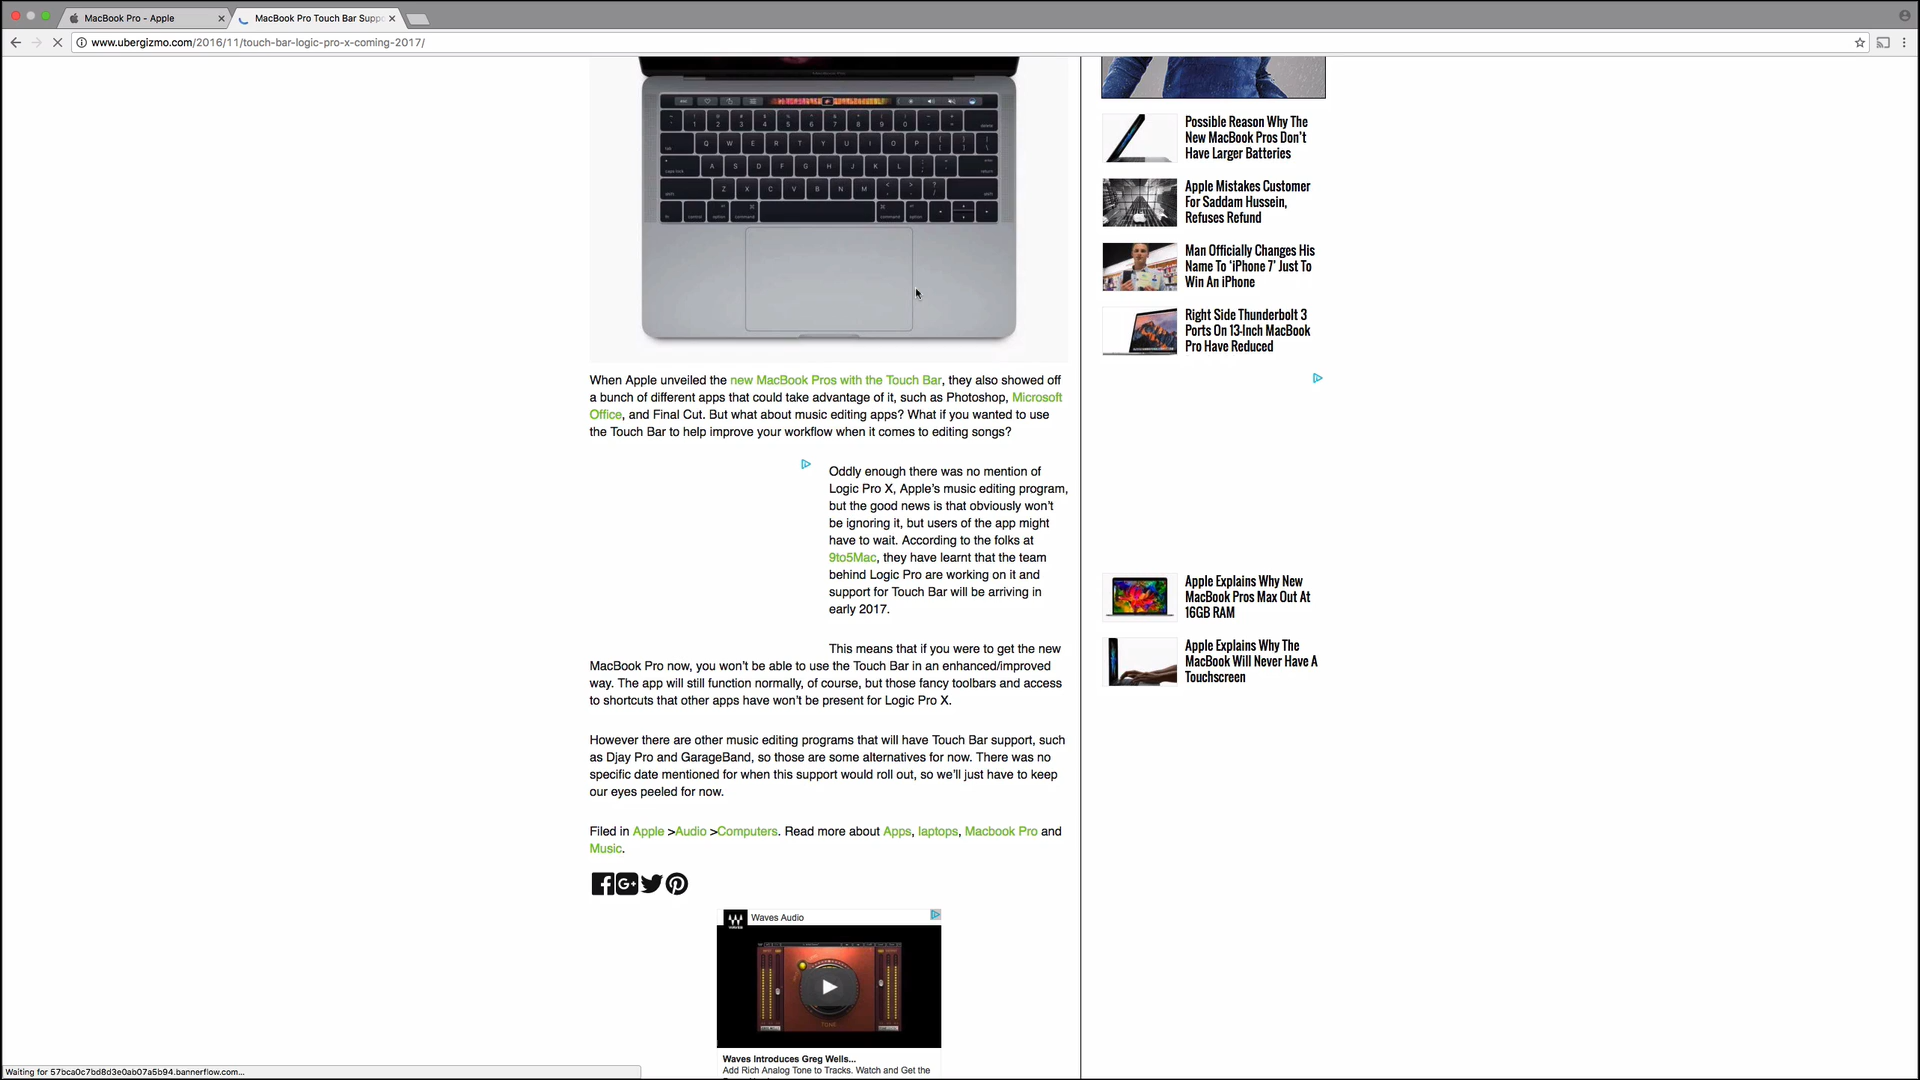 MacBook Pro - Apple
MacBook Pro Touch Bar Suppo
www.ubergizmo.com/2016/11/touch-bar-logic-pro-x-coming-2017/
Q W E R T Y U I O P
A S D F G H J K L
Z X C V B N M
When Apple unveiled the new MacBook Pros with the Touch Bar, they also showed off
a bunch of different apps that could take advantage of it, such as Photoshop, Microsoft
Office, and Final Cut. But what about music editing apps? What if you wanted to use
the Touch Bar to help improve your workflow when it comes to editing songs?
Oddly enough there was no mention of
Logic Pro X, Apple's music editing program,
but the good news is that obviously won't
be ignoring it, but users of the app might
have to wait. According to the folks at
9to5Mac, they have learnt that the team
behind Logic Pro are working on it and
support for Touch Bar will be arriving in
early 2017.
This means that if you were to get the new
MacBook Pro now, you won't be able to use the Touch Bar in an enhanced/improved
way. The app will still function normally, of course, but those fancy toolbars and access
to shortcuts that other apps have won't be present for Logic Pro X.
However there are other music editing programs that will have Touch Bar support, such
as Djay Pro and GarageBand, so those are some alternatives for now. There was no
specific date mentioned for when this support would roll out, so we'll just have to keep
our eyes peeled for now.
Filed in Apple >Audio >Computers. Read more about Apps, laptops, Macbook Pro and
Music.
Waves Audio
WAVES
TONE
Waves Introduces Greg Wells...
Add Rich Analog Tone to Tracks. Watch and Get the
Possible Reason Why The
New MacBook Pros Don't
Have Larger Batteries
Apple Mistakes Customer
For Saddam Hussein,
Refuses Refund
Man Officially Changes His
Name To 'iPhone 7' Just To
Win An iPhone
Right Side Thunderbolt 3
Ports On 13-Inch MacBook
Pro Have Reduced
Apple Explains Why New
MacBook Pros Max Out At
16GB RAM
Apple Explains Why The
MacBook Will Never Have A
Touchscreen
Waiting for 57bca0c7bd8d3e0ab07a5b94.bannerflow.com...